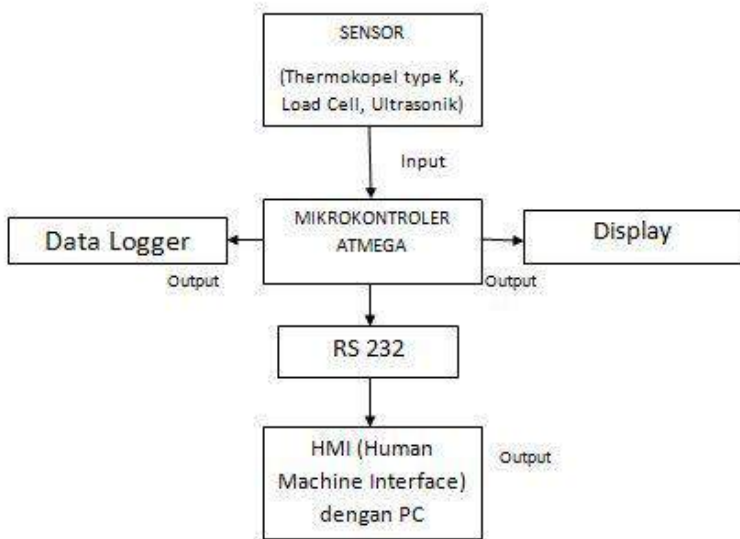 SENSOR
(Thermokopel type K,
Load Cell, Ultrasonik)
Input
MIKROKONTROLER
ATMEGA
Data Logger
Display
Output
Output
RS 232
HMI (Human
Machine Interface)
dengan PC
Output